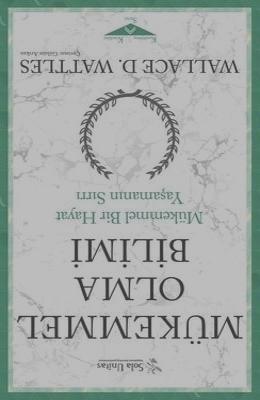 Sola Unitas
MÜKEMMEL
OLMA
BİLİMİ
Mükemmel Bir Hayat
Yaşamanın Sırrı
WALLACE D. WATTLES